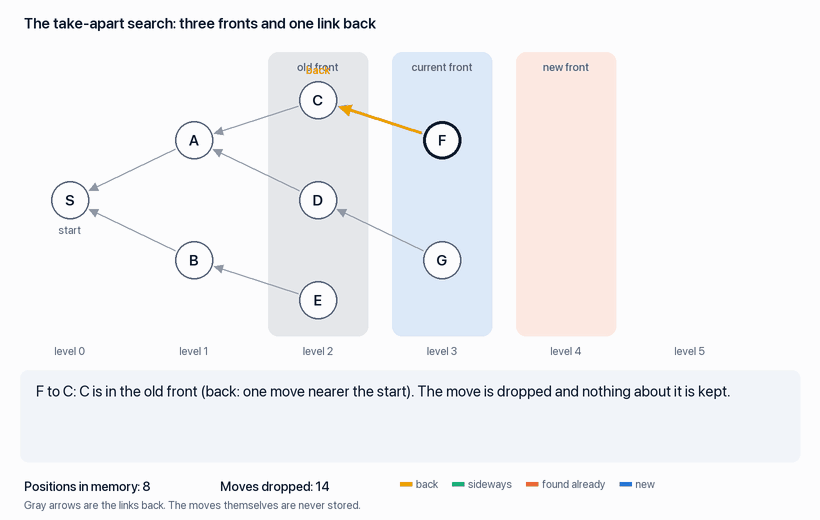 The take-apart search: three fronts and one link back
old front
current front
new front
back
C
A
F
S
D
start
B
G
E
level 0
level 1
level 2
level 3
level 4
level 5
F to C: C is in the old front (back: one move nearer the start). The move is dropped and nothing about it is kept.
Positions in memory: 8
Moves dropped: 14
back
sideways
found already
new
Gray arrows are the links back. The moves themselves are never stored.